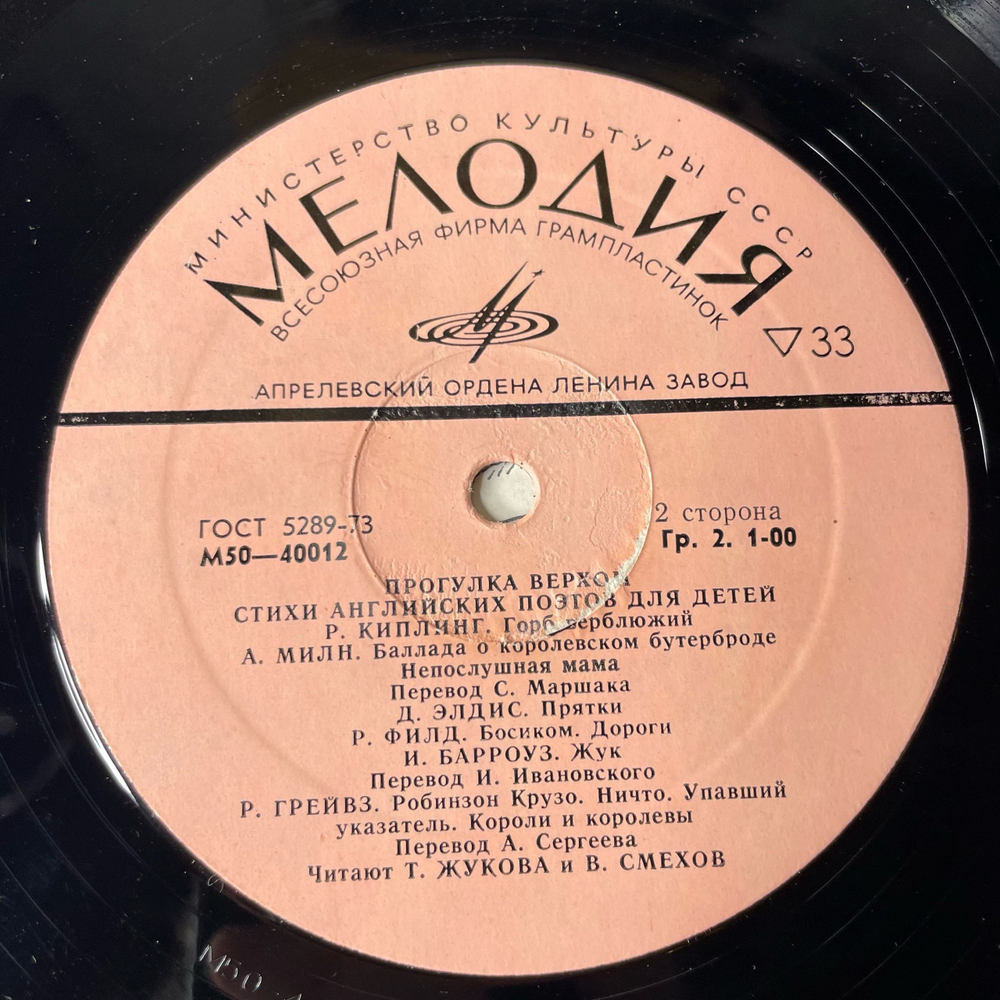 МИНИСТЕРСТВО КУЛЬТУРЫ СССР
МЕЛОДИЯ
ВСЕСОЮЗНАЯ ФИРМА ГРАМПЛАСТИНОК
33
АПРЕЛЕВСКИЙ ОРДЕНА ЛЕНИНА ЗАВОД
ГОСТ 5289-73
М50—40012
2 сторона
Гр. 2. 1-00
ПРОГУЛКА ВЕРХОМ
СТИХИ АНГЛИЙСКИХ ПОЭТОВ ДЛЯ ДЕТЕЙ
Р. КИПЛИНГ. Горб верблюжий
А. МИЛН. Баллада о королевском бутерброде
Непослушная мама
Перевод С. Маршака
Д. ЭЛДИС. Прятки
Р. ФИЛД. Босиком. Дороги
И. БАРРОУЗ. Жук
Перевод И. Ивановского
Р. ГРЕЙВЗ. Робинзон Крузо. Ничто. Упавший
указатель. Короли и королевы
Перевод А. Сергеева
Читают Т. ЖУКОВА и В. СМЕХОВ
М50